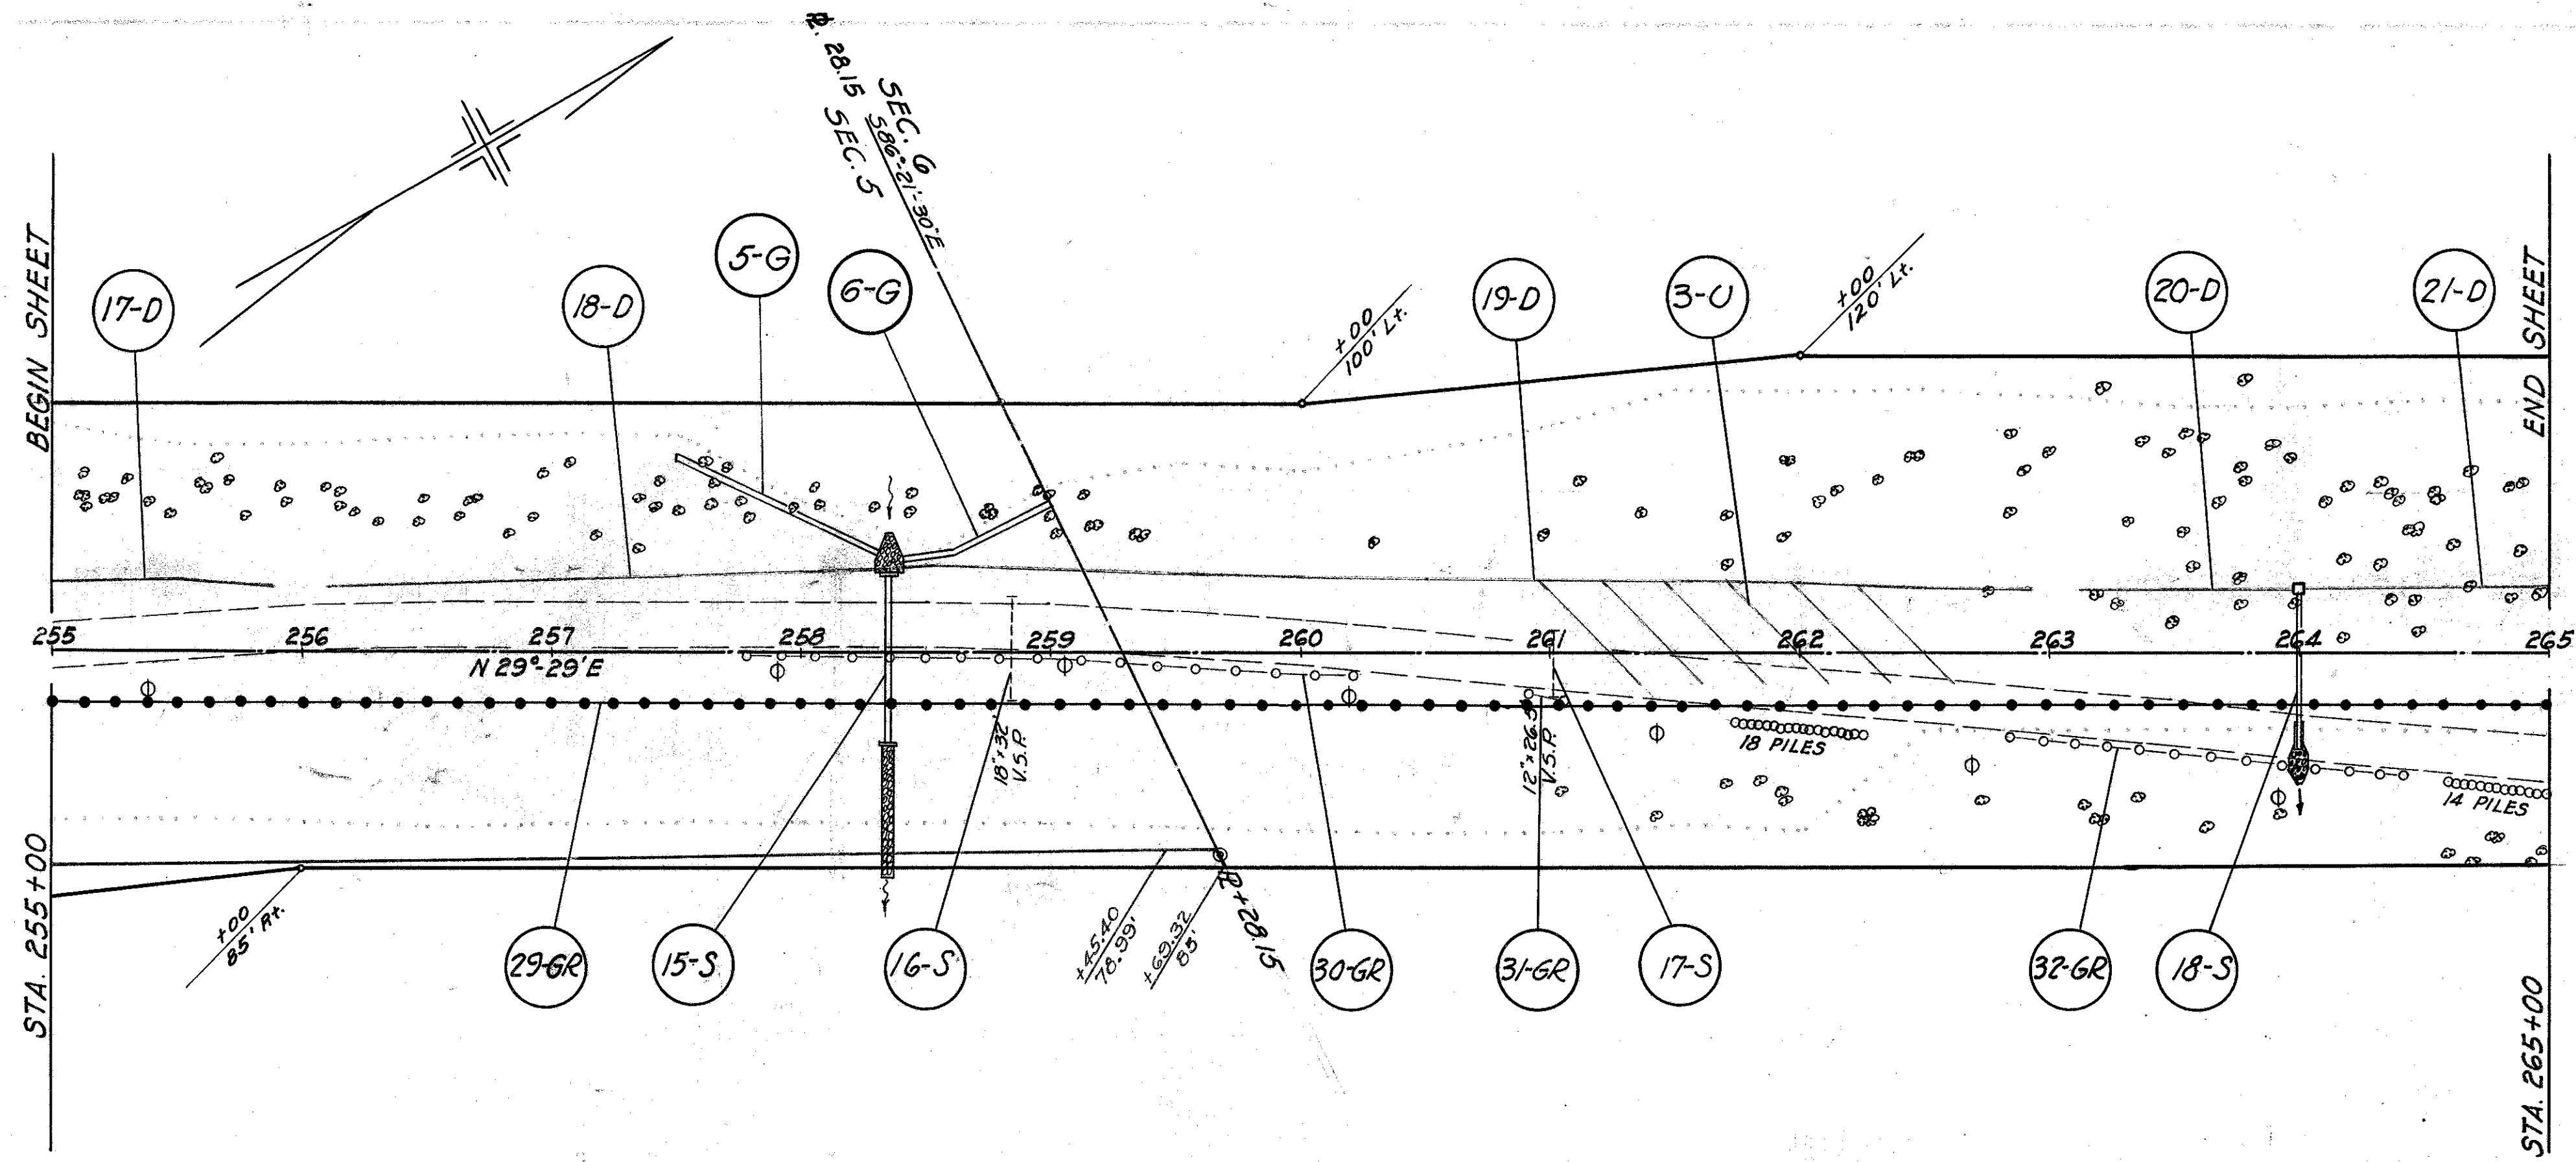 BEGIN SHEET
STA. 255+00
17-D
18-D
5-G
6-G
28.15 SEC. 5
SEC. 6
S86°-21'-30"E
+00
100' Lt.
19-D
3-U
+00
120' Lt.
20-D
21-D
END SHEET
STA. 265+00
255
256
257
258
259
260
261
262
263
264
265
N 29°-29'E
18"x32'
V.S.P.
12"x26.5'
V.S.P.
18 PILES
14 PILES
+00
85' Rt.
29-GR
15-S
16-S
+45.40
78.99'
+69.32
85'
+28.15
30-GR
31-GR
17-S
32-GR
18-S